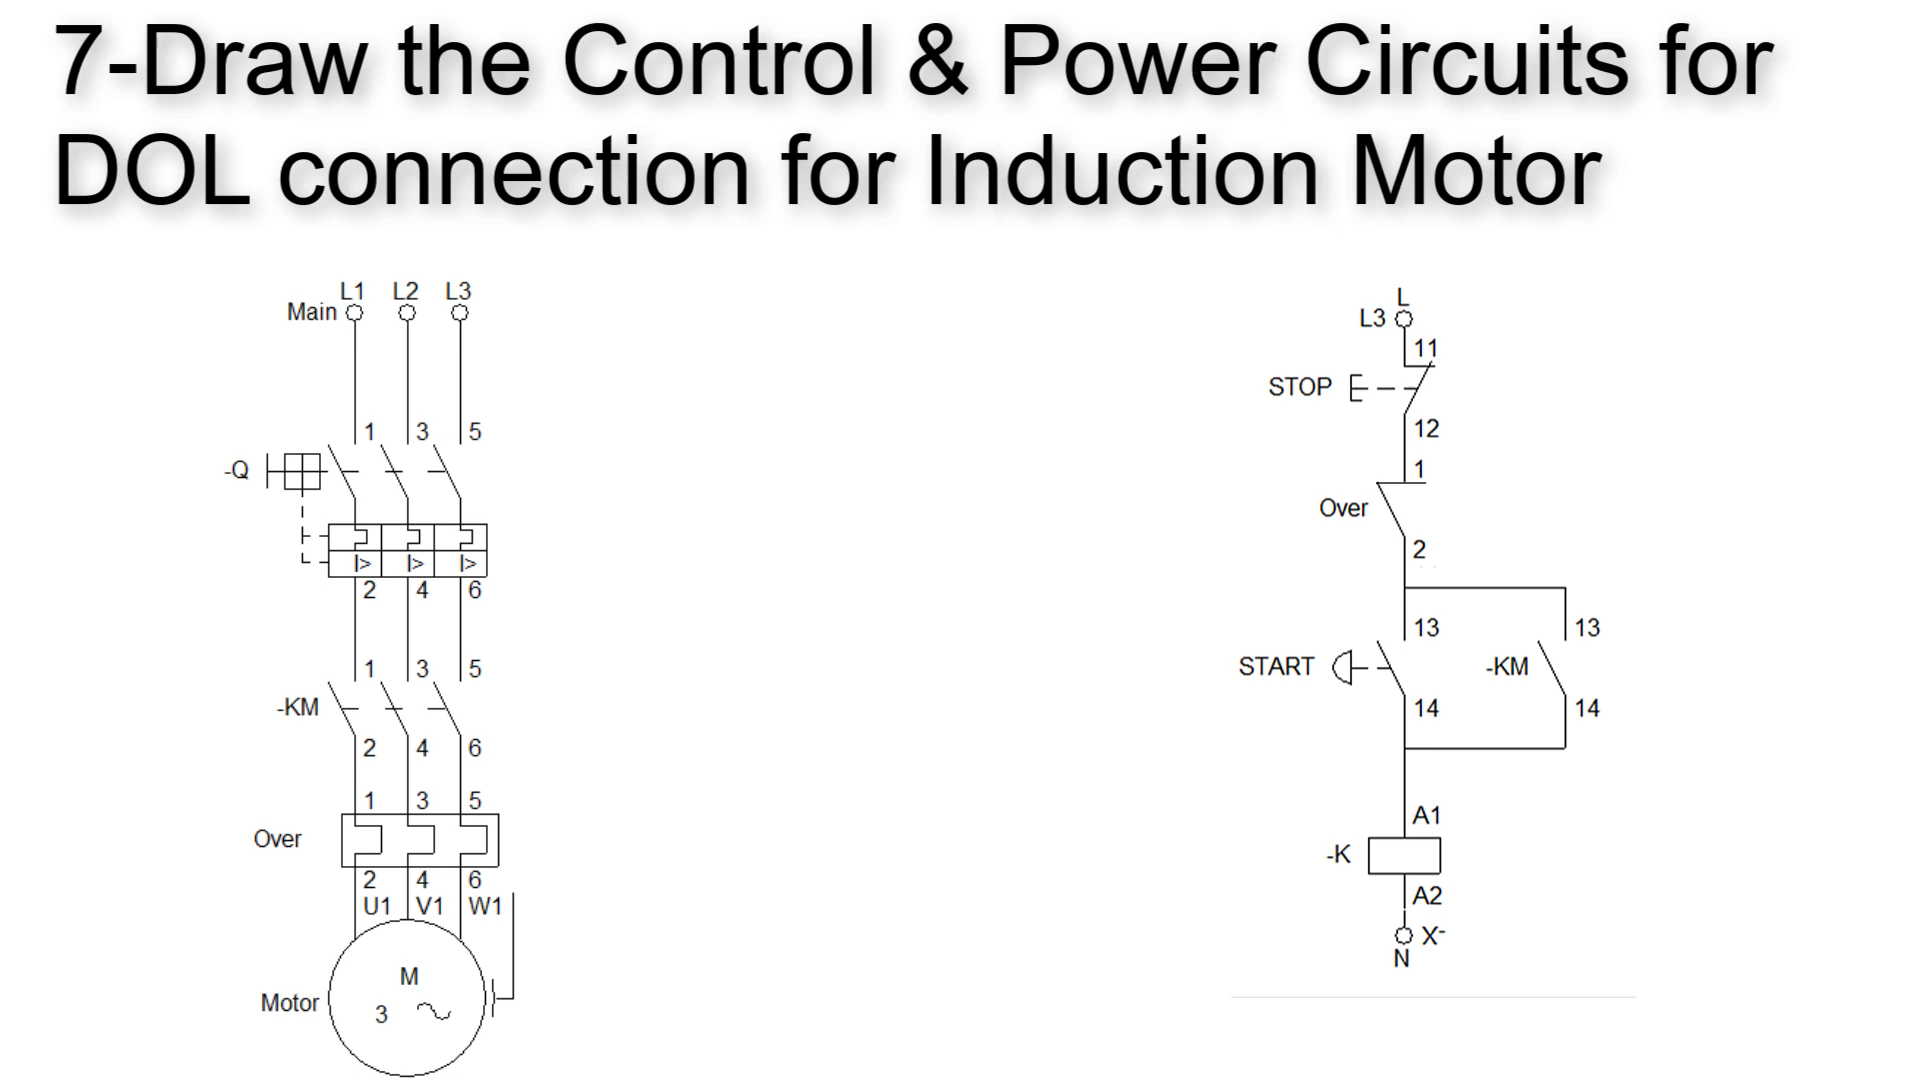 7-Draw the Control & Power Circuits for
DOL connection for Induction Motor
L1 L2 L3
Main
1 3 5
-Q
I> I> I>
2 4 6
1 3 5
-KM
2 4 6
1 3 5
Over
2 4 6
U1 V1 W1
M
3
Motor
L
L3
11
STOP
12
1
Over
2
13 13
START -KM
14 14
A1
-K
A2
X-
N